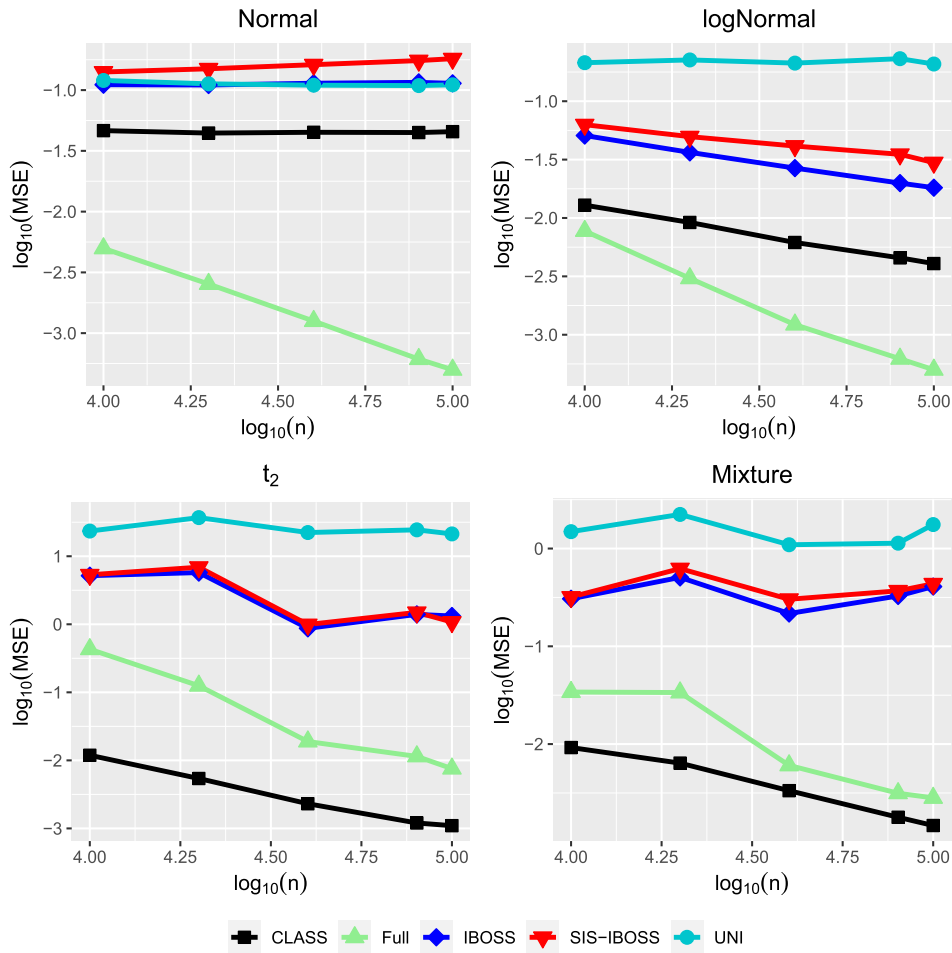 Normal
log10(MSE)
−1.0
−1.5
−2.0
−2.5
−3.0
4.00 4.25 4.50 4.75 5.00
log10(n)
logNormal
log10(MSE)
−1.0
−1.5
−2.0
−2.5
−3.0
4.00 4.25 4.50 4.75 5.00
log10(n)
t2
log10(MSE)
1
0
−1
−2
−3
4.00 4.25 4.50 4.75 5.00
log10(n)
Mixture
log10(MSE)
0
−1
−2
4.00 4.25 4.50 4.75 5.00
log10(n)
CLASS Full IBOSS SIS−IBOSS UNI